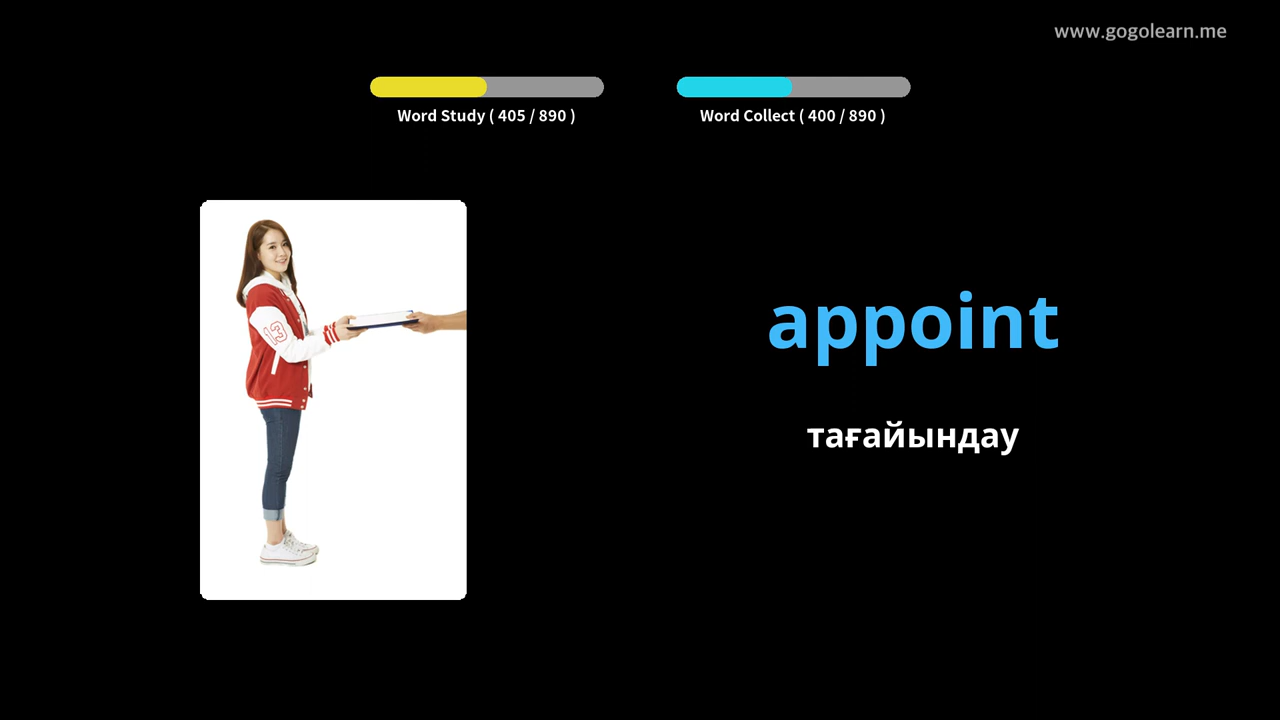 www.gogolearn.me
Word Study ( 405 / 890 )
Word Collect ( 400 / 890 )
13
appoint
тағайындау